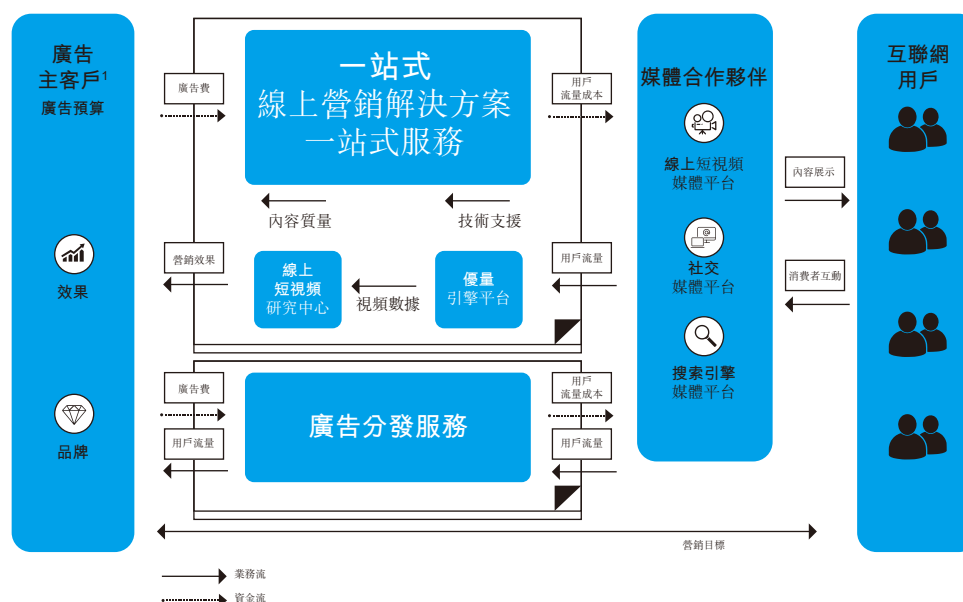 廣告
主客戶1
廣告預算
效果
品牌
廣告費
營銷效果
一站式
線上營銷解決方案
一站式服務
內容質量
技術支援
線上
短視頻
研究中心
視頻數據
優量
引擎平台
用戶
流量成本
用戶流量
廣告費
用戶流量
廣告分發服務
用戶
流量成本
用戶流量
媒體合作夥伴
線上短視頻
媒體平台
社交
媒體平台
搜索引擎
媒體平台
內容展示
消費者互動
互聯網
用戶
營銷目標
業務流
資金流